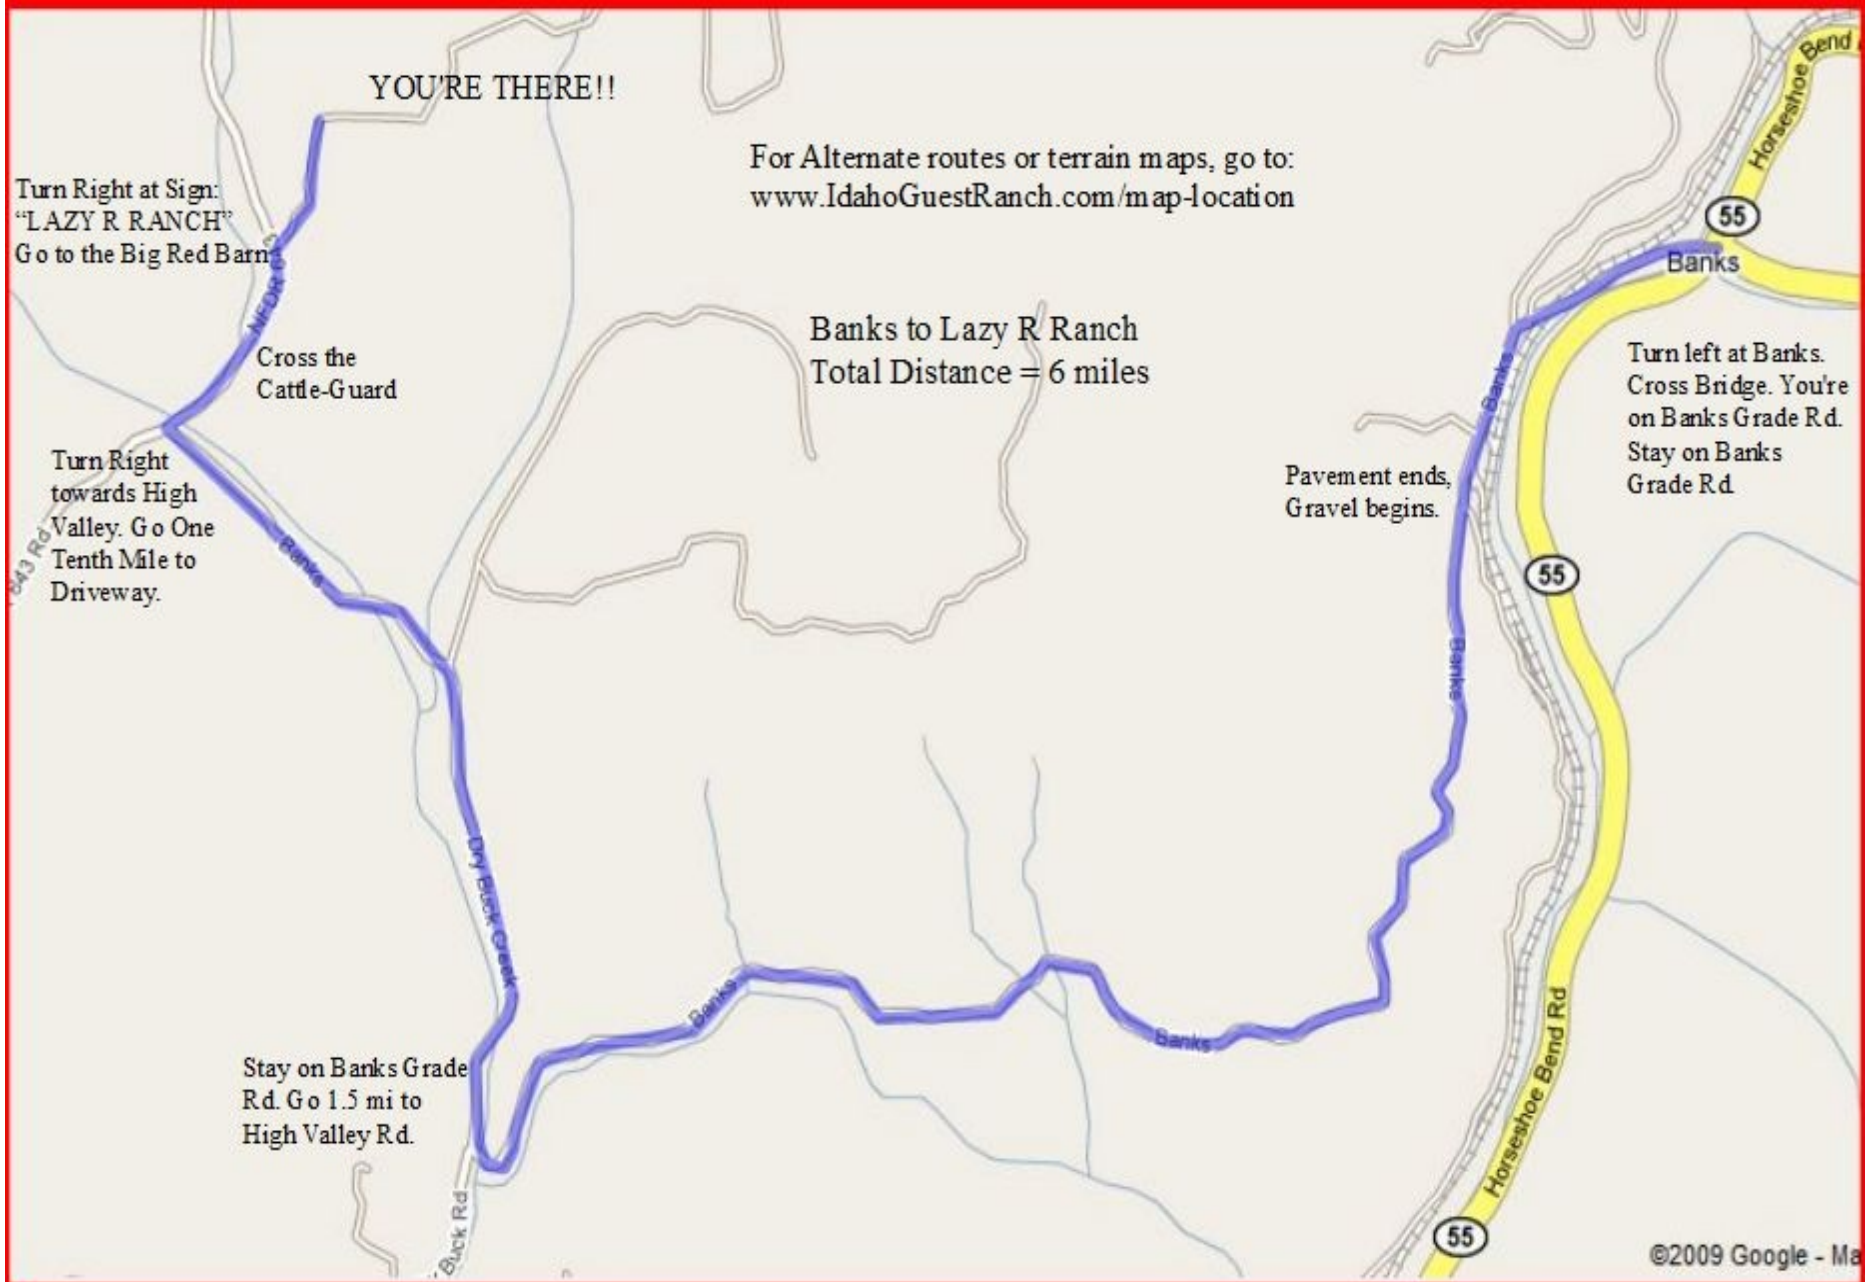 YOU'RE THERE!!
For Alternate routes or terrain maps, go to:
www.IdahoGuestRanch.com/map-location
Turn Right at Sign:
“LAZY R RANCH”
Go to the Big Red Barn
Horseshoe Bend
55
Banks
Banks to Lazy R Ranch
Total Distance = 6 miles
Turn left at Banks.
Cross Bridge. You're
on Banks Grade Rd.
Stay on Banks
Grade Rd
NFDR
Cross the
Cattle-Guard
Banks
Turn Right
towards High
Valley. Go One
Tenth Mile to
Driveway.
843 Rd
Banks
Pavement ends,
Gravel begins.
55
Banks
Dry Buck Creek
Banks
Banks
Stay on Banks Grade
Rd. Go 1.5 mi to
High Valley Rd.
Buck Rd
Horseshoe Bend Rd
55
©2009 Google - Ma